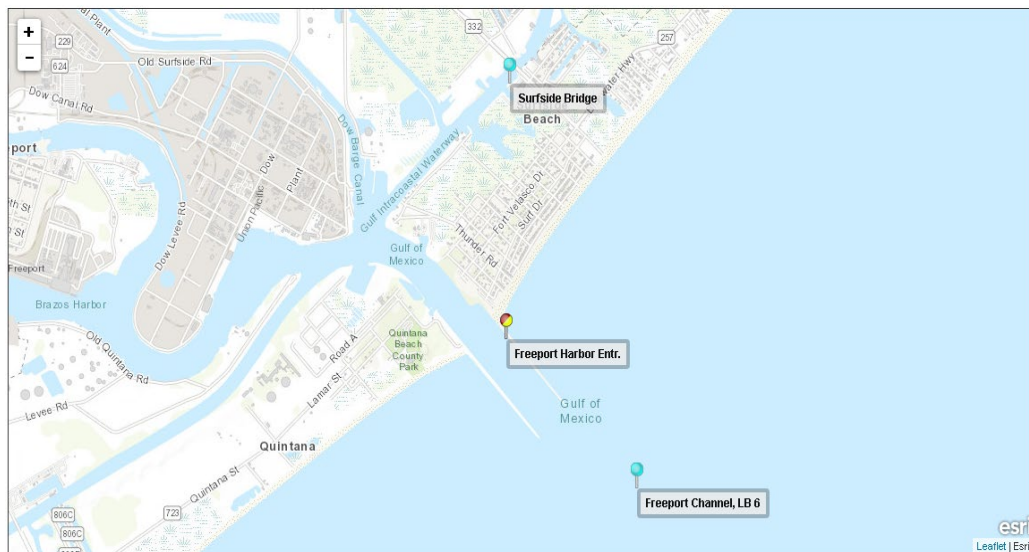 +
-
229
624
Old Surfside Rd
Dow Canal Rd
332
257
Surfside Bridge
Beach
Dow Barge Canal
Gulf Intracoastal Waterway
Union Pacific Dow
Plant
Dow Levee Rd
Freeport
Brazos Harbor
Fort Velasco Dr
Surf Dr
Thunder Rd
Gulf of
Mexico
Freeport Harbor Entr.
Quintana
Beach
County
Park
Road A
Lamar St
Old Quintana Rd
Levee Rd
Gulf of
Mexico
Quintana
Quintana St
Freeport Channel, LB 6
723
806C
806C
esri
Leaflet | Esri